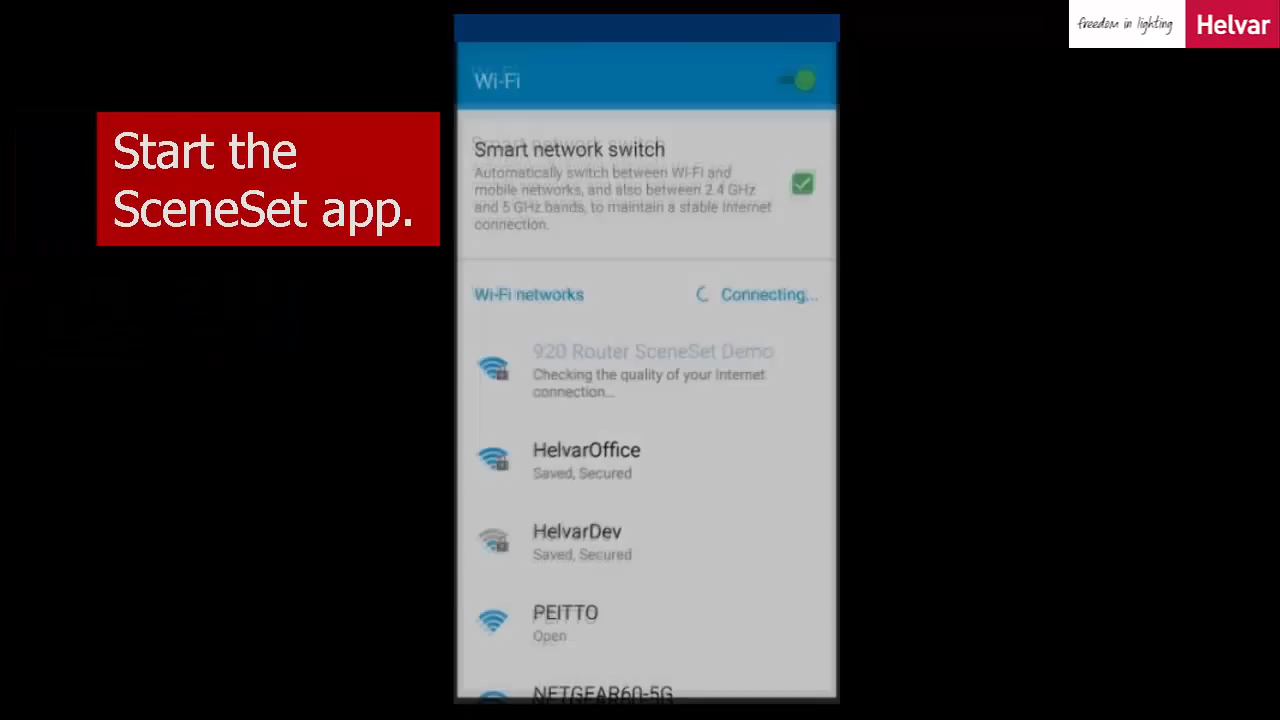 freedom in lighting
Helvar
Start the
SceneSet app.
Wi-Fi
Smart network switch
Automatically switch between Wi-Fi and
mobile networks, and also between 2.4 GHz
and 5 GHz bands, to maintain a stable Internet
connection.
Wi-Fi networks
Connecting...
920 Router SceneSet Demo
Checking the quality of your Internet
connection...
HelvarOffice
Saved, Secured
HelvarDev
Saved, Secured
PEITTO
Open
NETGEAR60-5G